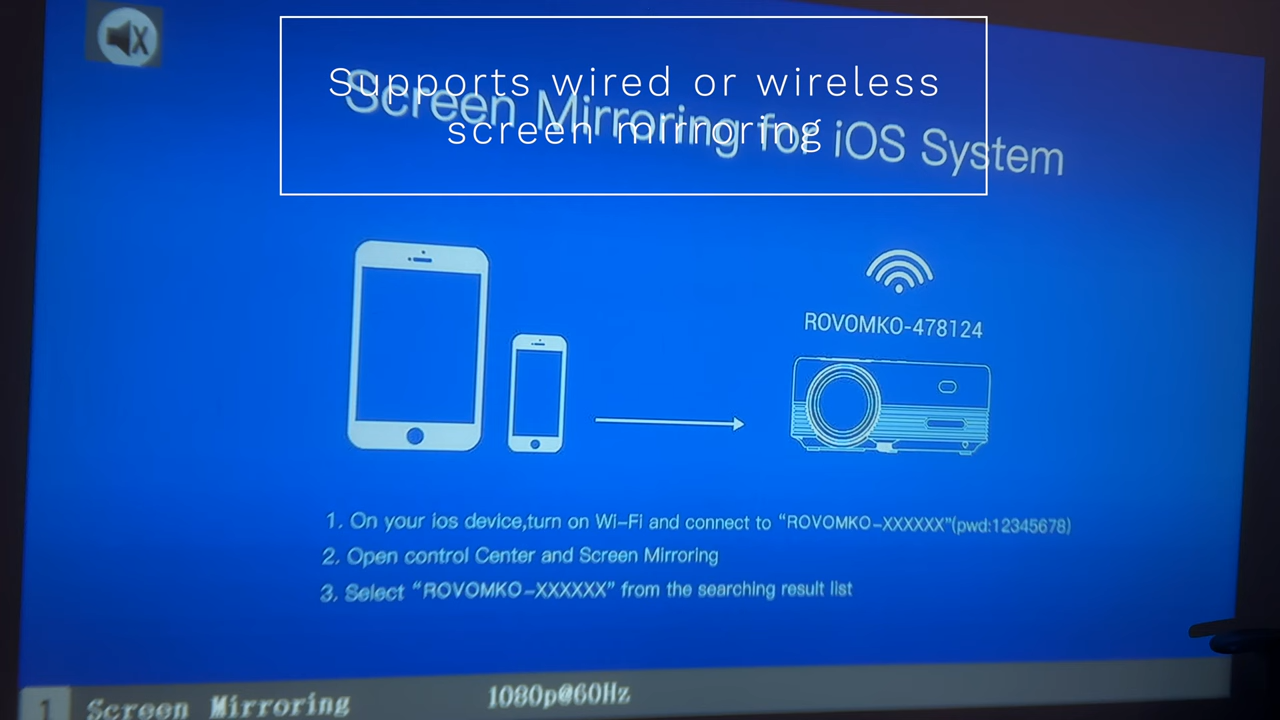 Supports wired or wireless
screen mirroring
Screen Mirroring for iOS System
ROVOMKO-478124
1. On your ios device,turn on Wi-Fi and connect to “ROVOMKO-XXXXXX”(pwd:12345678)
2. Open control Center and Screen Mirroring
3. Select “ROVOMKO-XXXXXX” from the searching result list
1 Screen Mirroring 1080p@60Hz